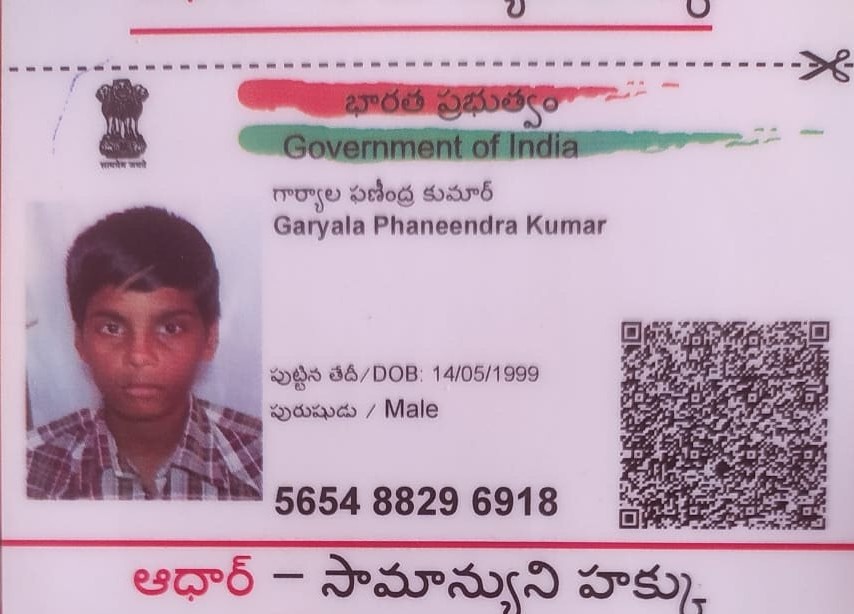 భారత ప్రభుత్వం
Government of India
सत्यमेव जयते
గార్యాల ఫణీంద్ర కుమార్
Garyala Phaneendra Kumar
పుట్టిన తేదీ/DOB: 14/05/1999
పురుషుడు / Male
5654 8829 6918
ఆధార్ – సామాన్యుని హక్కు